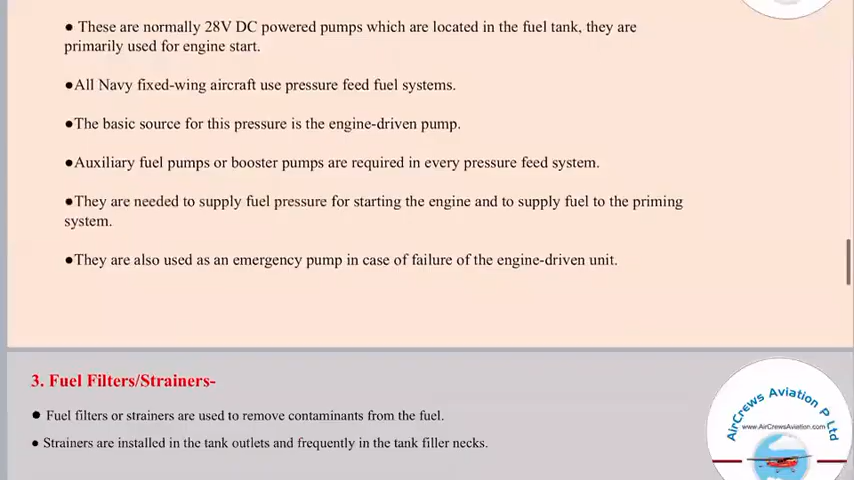 ● These are normally 28V DC powered pumps which are located in the fuel tank, they are
primarily used for engine start.
●All Navy fixed-wing aircraft use pressure feed fuel systems.
●The basic source for this pressure is the engine-driven pump.
●Auxiliary fuel pumps or booster pumps are required in every pressure feed system.
●They are needed to supply fuel pressure for starting the engine and to supply fuel to the priming
system.
●They are also used as an emergency pump in case of failure of the engine-driven unit.
3. Fuel Filters/Strainers-
● Fuel filters or strainers are used to remove contaminants from the fuel.
● Strainers are installed in the tank outlets and frequently in the tank filler necks.
AirCrews Aviation P Ltd
www.AirCrewsAviation.com